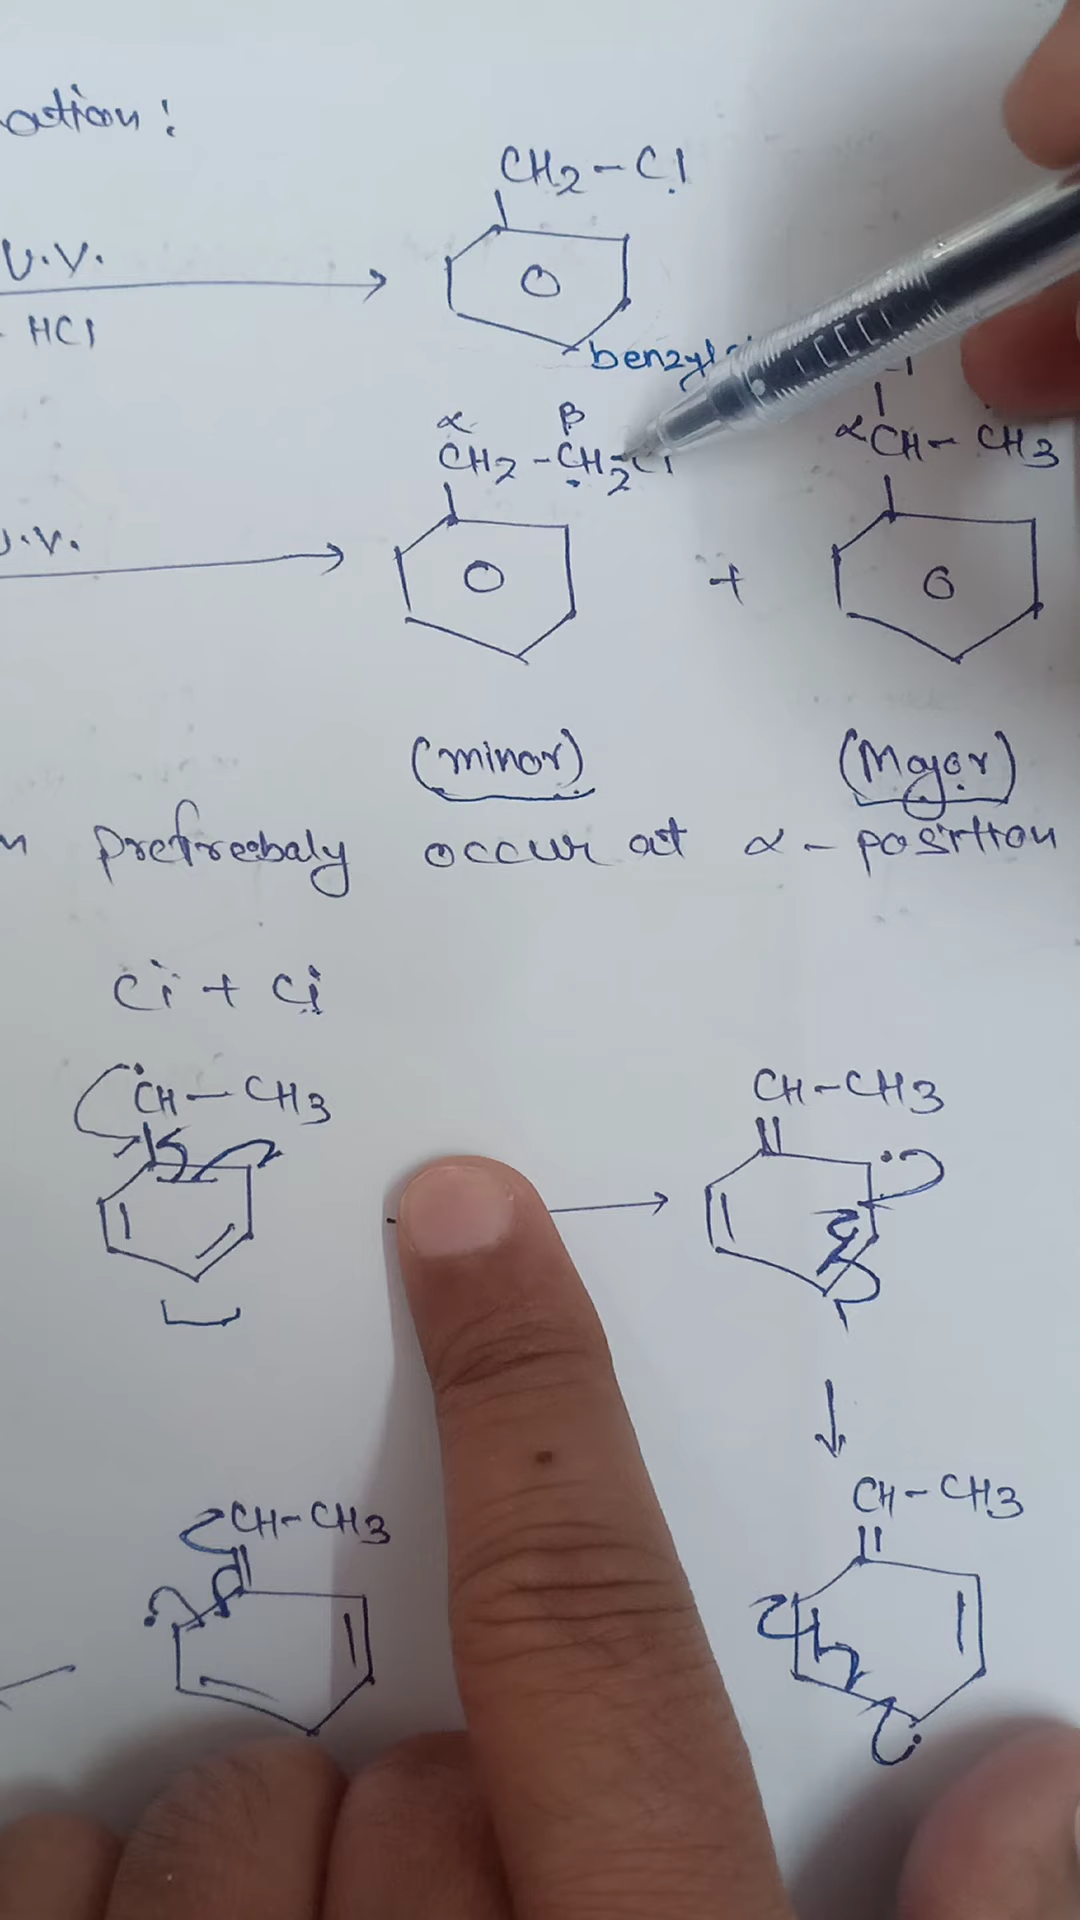 ation:
CH2-Cl
U.V.
- HCl
benzyl
α β
CH2-CH2Cl
αCH-CH3
U.V.
+
(minor) (Major)
n prefreebaly occur at α-position
Cl + Cl
CH-CH3 CH-CH3
CH-CH3
CH-CH3